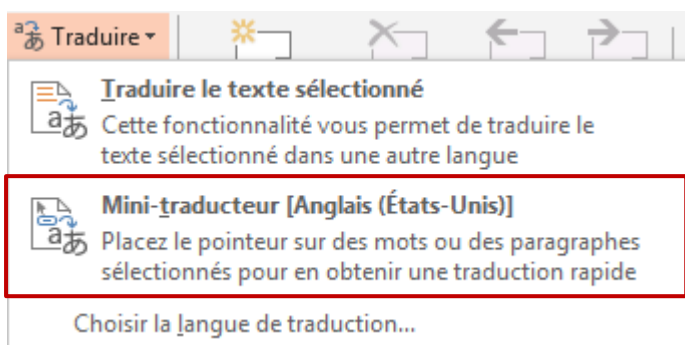 Traduire
Traduire le texte sélectionné
Cette fonctionnalité vous permet de traduire le
texte sélectionné dans une autre langue
Mini-traducteur [Anglais (États-Unis)]
Placez le pointeur sur des mots ou des paragraphes
sélectionnés pour en obtenir une traduction rapide
Choisir la langue de traduction...